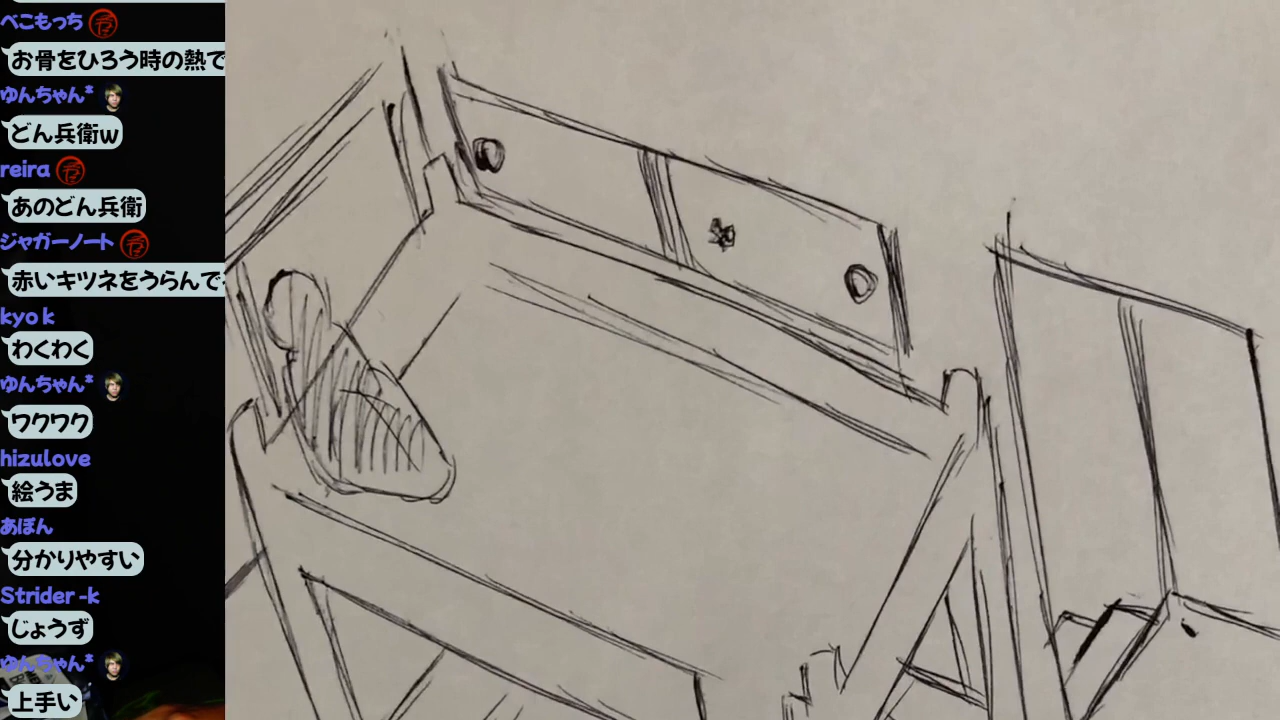 べこもっち
お骨をひろう時の熱で
ゆんちゃん*
どん兵衛w
reira
あのどん兵衛
ジャガーノート
赤いキツネをうらんで
kyo k
わくわく
ゆんちゃん*
ワクワク
hizulove
絵うま
あぽん
分かりやすい
Strider -k
じょうず
ゆんちゃん*
上手い